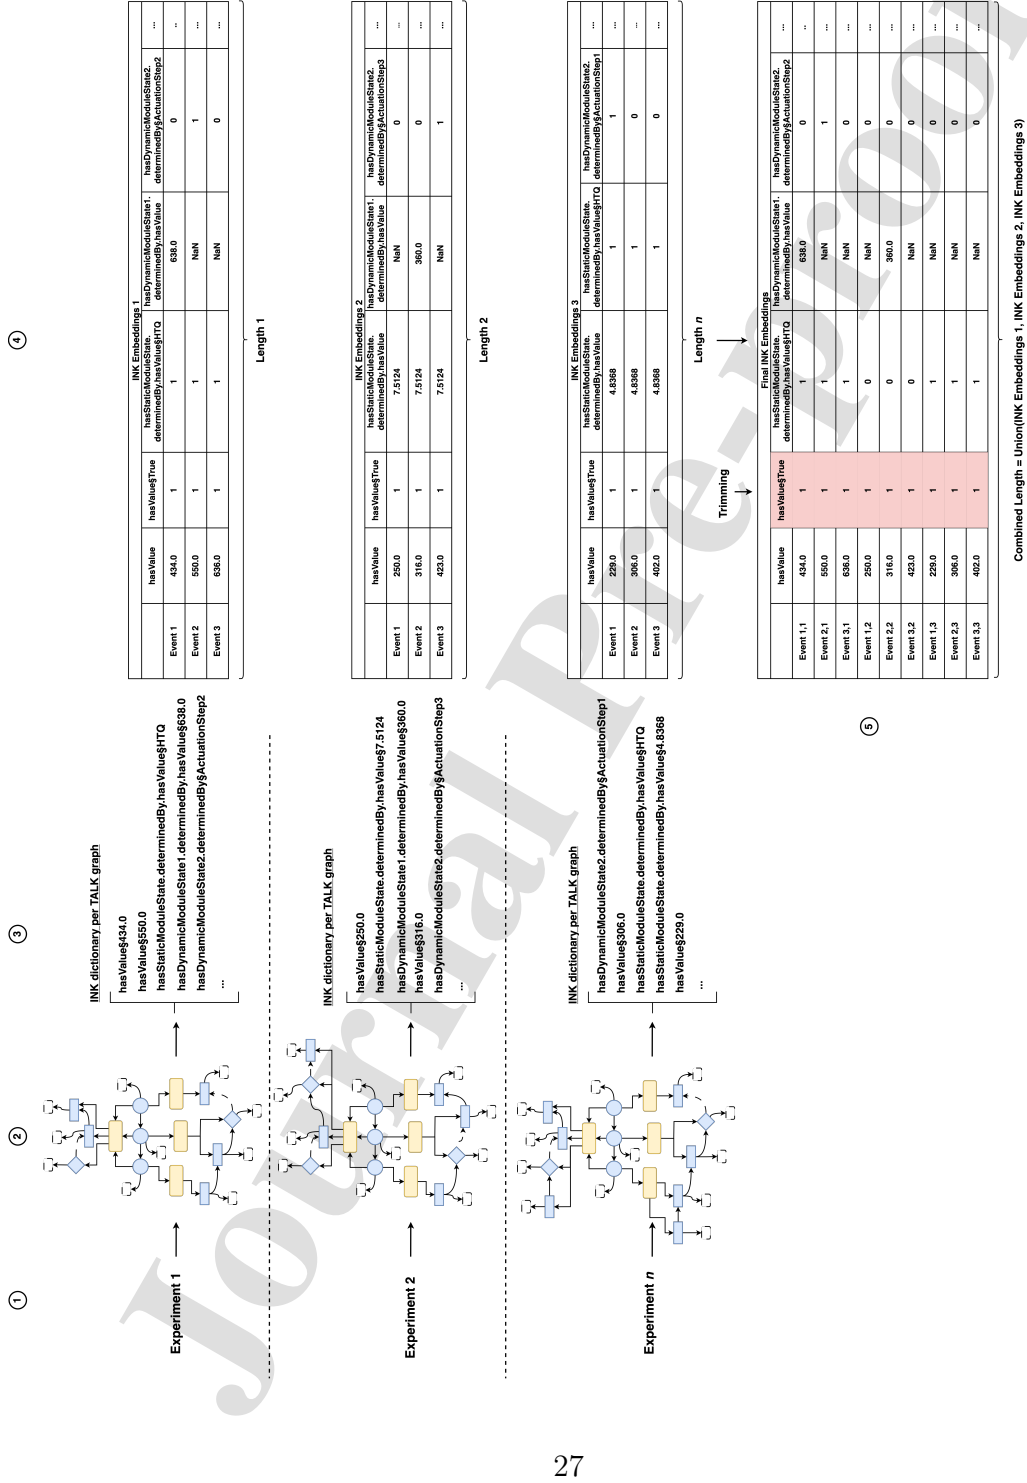 1
2
3
4
Experiment 1
INK dictionary per TALK graph
hasValue§434.0
hasValue§550.0
hasStaticModuleState.determinedBy.hasValue§HTQ
hasDynamicModuleState1.determinedBy.hasValue§638.0
hasDynamicModuleState2.determinedBy§ActuationStep2
...
INK Embeddings 1
hasValue hasValue§True hasStaticModuleState. hasDynamicModuleState1. hasDynamicModuleState2. ...
determinedBy.hasValue§HTQ determinedBy.hasValue determinedBy§ActuationStep2
Event 1 434.0 1 1 638.0 0 ..
Event 2 550.0 1 1 NaN 1 ...
Event 3 636.0 1 1 NaN 0 ...
Length 1
Experiment 2
INK dictionary per TALK graph
hasValue§250.0
hasStaticModuleState.determinedBy.hasValue§7.5124
hasDynamicModuleState1.determinedBy.hasValue§360.0
hasValue§316.0
hasDynamicModuleState2.determinedBy§ActuationStep3
...
INK Embeddings 2
hasValue hasValue§True hasStaticModuleState. hasDynamicModuleState1. hasDynamicModuleState2. ...
determinedBy.hasValue determinedBy.hasValue determinedBy§ActuationStep3
Event 1 250.0 1 7.5124 NaN 0 ...
Event 2 316.0 1 7.5124 360.0 0 ...
Event 3 423.0 1 7.5124 NaN 1 ...
Length 2
Experiment n
INK dictionary per TALK graph
hasDynamicModuleState2.determinedBy§ActuationStep1
hasValue§306.0
hasStaticModuleState.determinedBy.hasValue§HTQ
hasStaticModuleState.determinedBy.hasValue§4.8368
hasValue§229.0
...
INK Embeddings 3
hasValue hasValue§True hasStaticModuleState. hasStaticModuleState. hasDynamicModuleState2. ...
determinedBy.hasValue determinedBy.hasValue§HTQ determinedBy§ActuationStep1
Event 1 229.0 1 4.8368 1 1 ...
Event 2 306.0 1 4.8368 1 0 ...
Event 3 402.0 1 4.8368 1 0 ...
Length n
Trimming
5
Final INK Embeddings
hasValue hasValue§True hasStaticModuleState. hasDynamicModuleState1. hasDynamicModuleState2. ...
determinedBy.hasValue§HTQ determinedBy.hasValue determinedBy§ActuationStep2
Event 1,1 434.0 1 1 638.0 0 ..
Event 2,1 550.0 1 1 NaN 1 ...
Event 3,1 636.0 1 1 NaN 0 ...
Event 1,2 250.0 1 0 NaN 0 ...
Event 2,2 316.0 1 0 360.0 0 ...
Event 3,2 423.0 1 0 NaN 0 ...
Event 1,3 229.0 1 1 NaN 0 ...
Event 2,3 306.0 1 1 NaN 0 ...
Event 3,3 402.0 1 1 NaN 0 ...
Combined Length = Union(INK Embeddings 1, INK Embeddings 2, INK Embeddings 3)
Journal Pre-proof
27